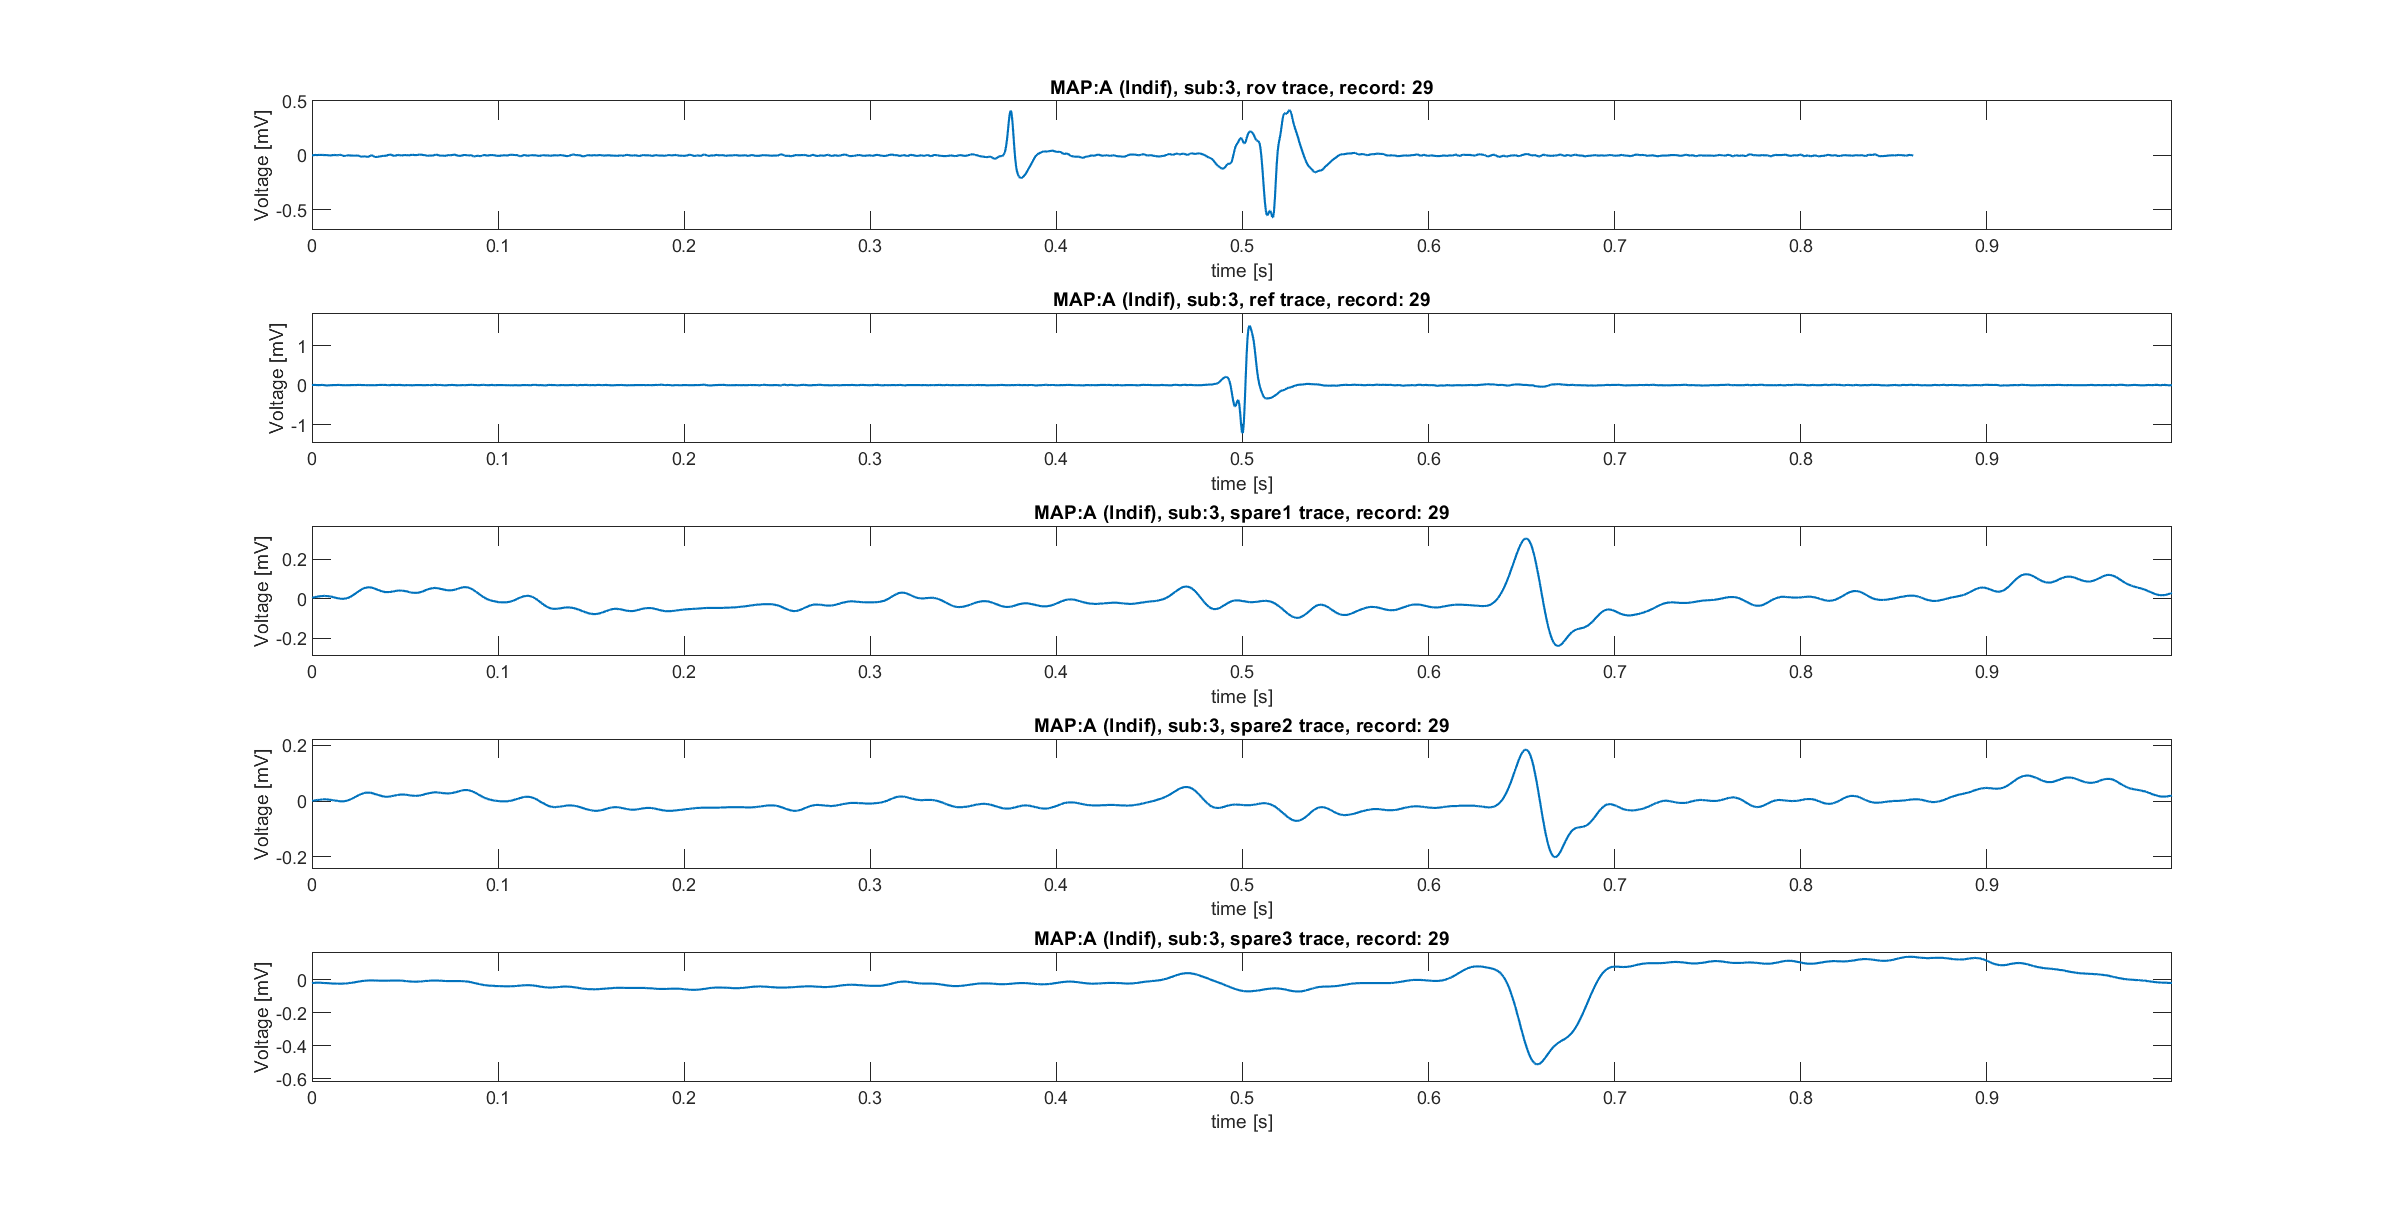 MAP:A (Indif), sub:3, rov trace, record: 29
Voltage [mV]
0.5
0
-0.5
0 0.1 0.2 0.3 0.4 0.5 0.6 0.7 0.8 0.9
time [s]
MAP:A (Indif), sub:3, ref trace, record: 29
Voltage [mV]
1
0
-1
0 0.1 0.2 0.3 0.4 0.5 0.6 0.7 0.8 0.9
time [s]
MAP:A (Indif), sub:3, spare1 trace, record: 29
Voltage [mV]
0.2
0
-0.2
0 0.1 0.2 0.3 0.4 0.5 0.6 0.7 0.8 0.9
time [s]
MAP:A (Indif), sub:3, spare2 trace, record: 29
Voltage [mV]
0.2
0
-0.2
0 0.1 0.2 0.3 0.4 0.5 0.6 0.7 0.8 0.9
time [s]
MAP:A (Indif), sub:3, spare3 trace, record: 29
Voltage [mV]
0
-0.2
-0.4
-0.6
0 0.1 0.2 0.3 0.4 0.5 0.6 0.7 0.8 0.9
time [s]